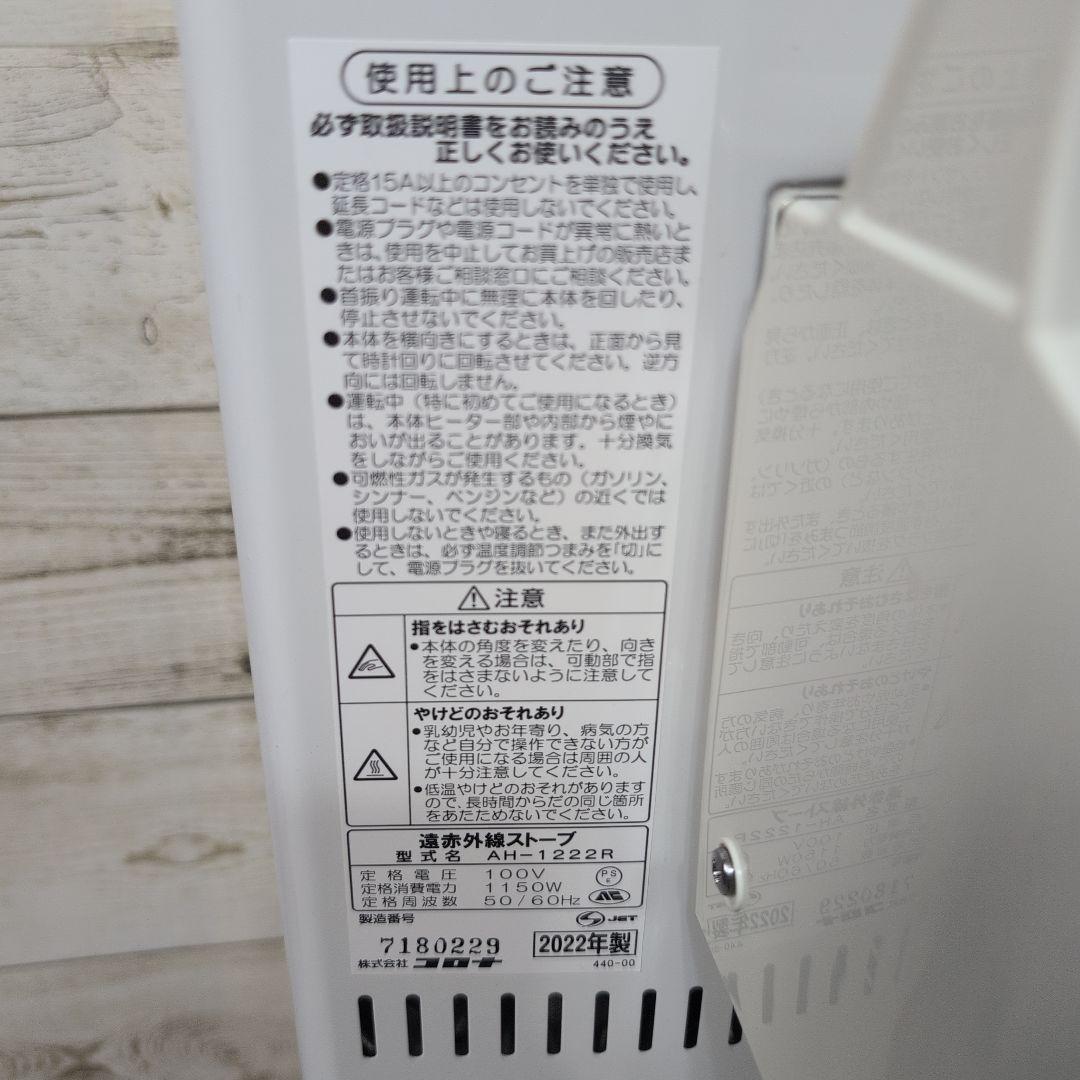 使用上のご注意
必ず取扱説明書をお読みのうえ
正しくお使いください。
●定格15A以上のコンセントを単独で使用し、
延長コードなどは使用しないでください。
●電源プラグや電源コードが異常に熱いと
きは、使用を中止してお買上げの販売店ま
たはお客様ご相談窓口にご相談ください。
●首振り運転中に無理に本体を回したり、
停止させないでください。
●本体を横向きにするときは、正面から見
て時計回りに回転させてください。逆方
向には回転しません。
●運転中（特に初めてご使用になるとき）
は、本体ヒーター部や内部から煙やに
おいが出ることがあります。十分換気
をしながらご使用ください。
●可燃性ガスが発生するもの（ガソリン、
シンナー、ベンジンなど）の近くでは
使用しないでください。
●使用しないときや寝るとき、また外出す
るときは、必ず温度調節つまみを「切」に
して、電源プラグを抜いてください。
注意
指をはさむおそれあり
●本体の角度を変えたり、向き
を変える場合は、可動部で指
をはさまないように注意して
ください。
やけどのおそれあり
●乳幼児やお年寄り、病気の方
など自分で操作できない方が
ご使用になる場合は周囲の人
が十分注意してください。
●低温やけどのおそれがあります
ので、長時間からだの同じ箇所
をあたためないでください。
遠赤外線ストーブ
型式名 AH-1222R
定格電圧 100V
定格消費電力 1150W
定格周波数 50/60Hz
PSE
製造番号
JET
7180229 2022年製
株式会社 コロナ 440-00